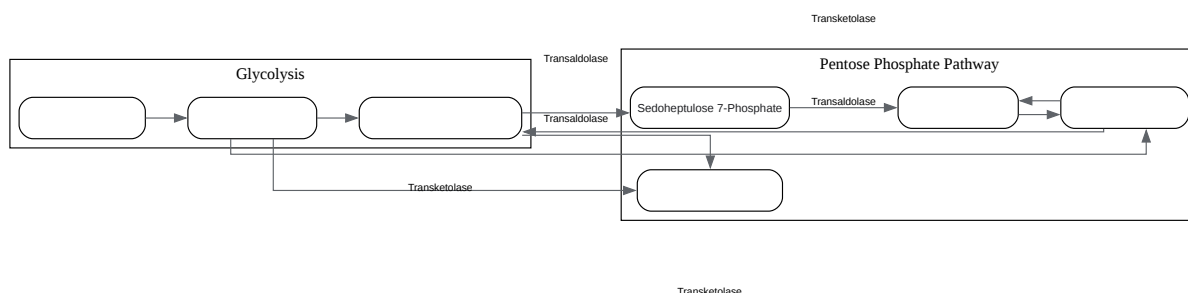 Transketolase
Transaldolase
Glycolysis
Pentose Phosphate Pathway
Sedoheptulose 7-Phosphate
Transaldolase
Transaldolase
Transketolase
Transketolase